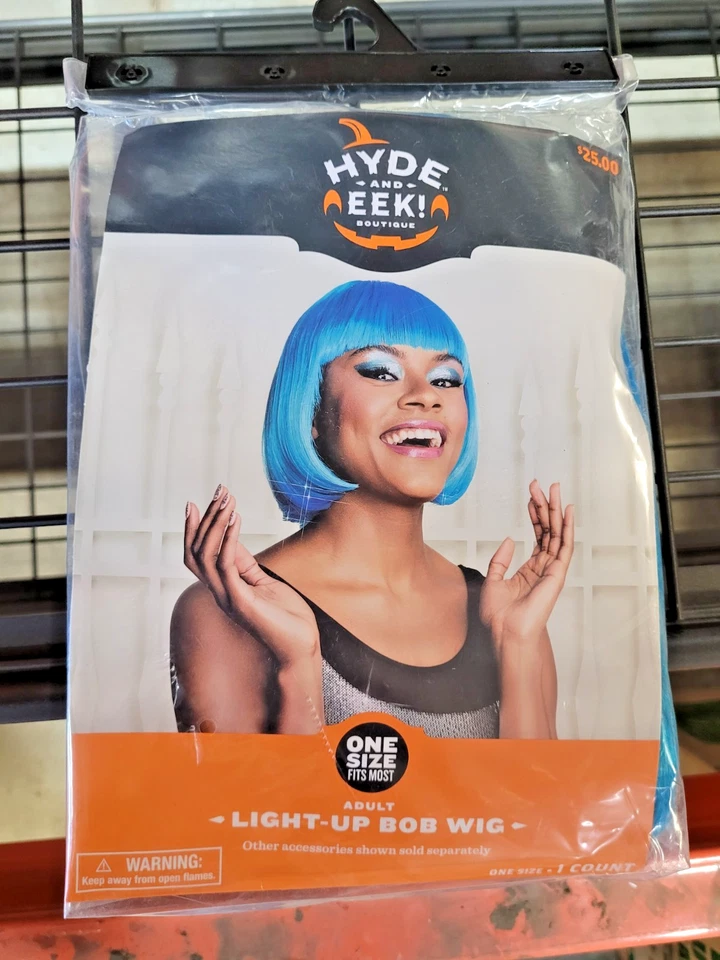 $25.00
HYDE
AND
EEK!
BOUTIQUE
™
ONE
SIZE
FITS MOST
ADULT
LIGHT-UP BOB WIG
Other accessories shown sold separately
WARNING:
Keep away from open flames.
ONE SIZE • 1 COUNT